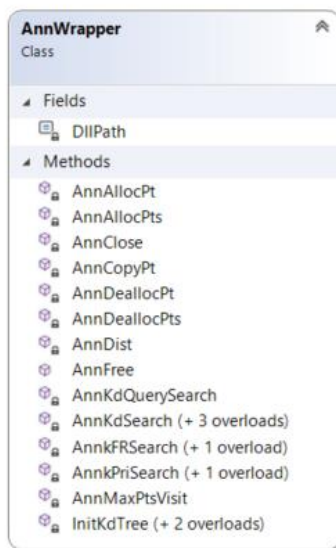 AnnWrapper
Class
Fields
DllPath
Methods
AnnAllocPt
AnnAllocPts
AnnClose
AnnCopyPt
AnnDeallocPt
AnnDeallocPts
AnnDist
AnnFree
AnnKdQuerySearch
AnnKdSearch (+ 3 overloads)
AnnkFRSearch (+ 1 overload)
AnnkPriSearch (+ 1 overload)
AnnMaxPtsVisit
InitKdTree (+ 2 overloads)